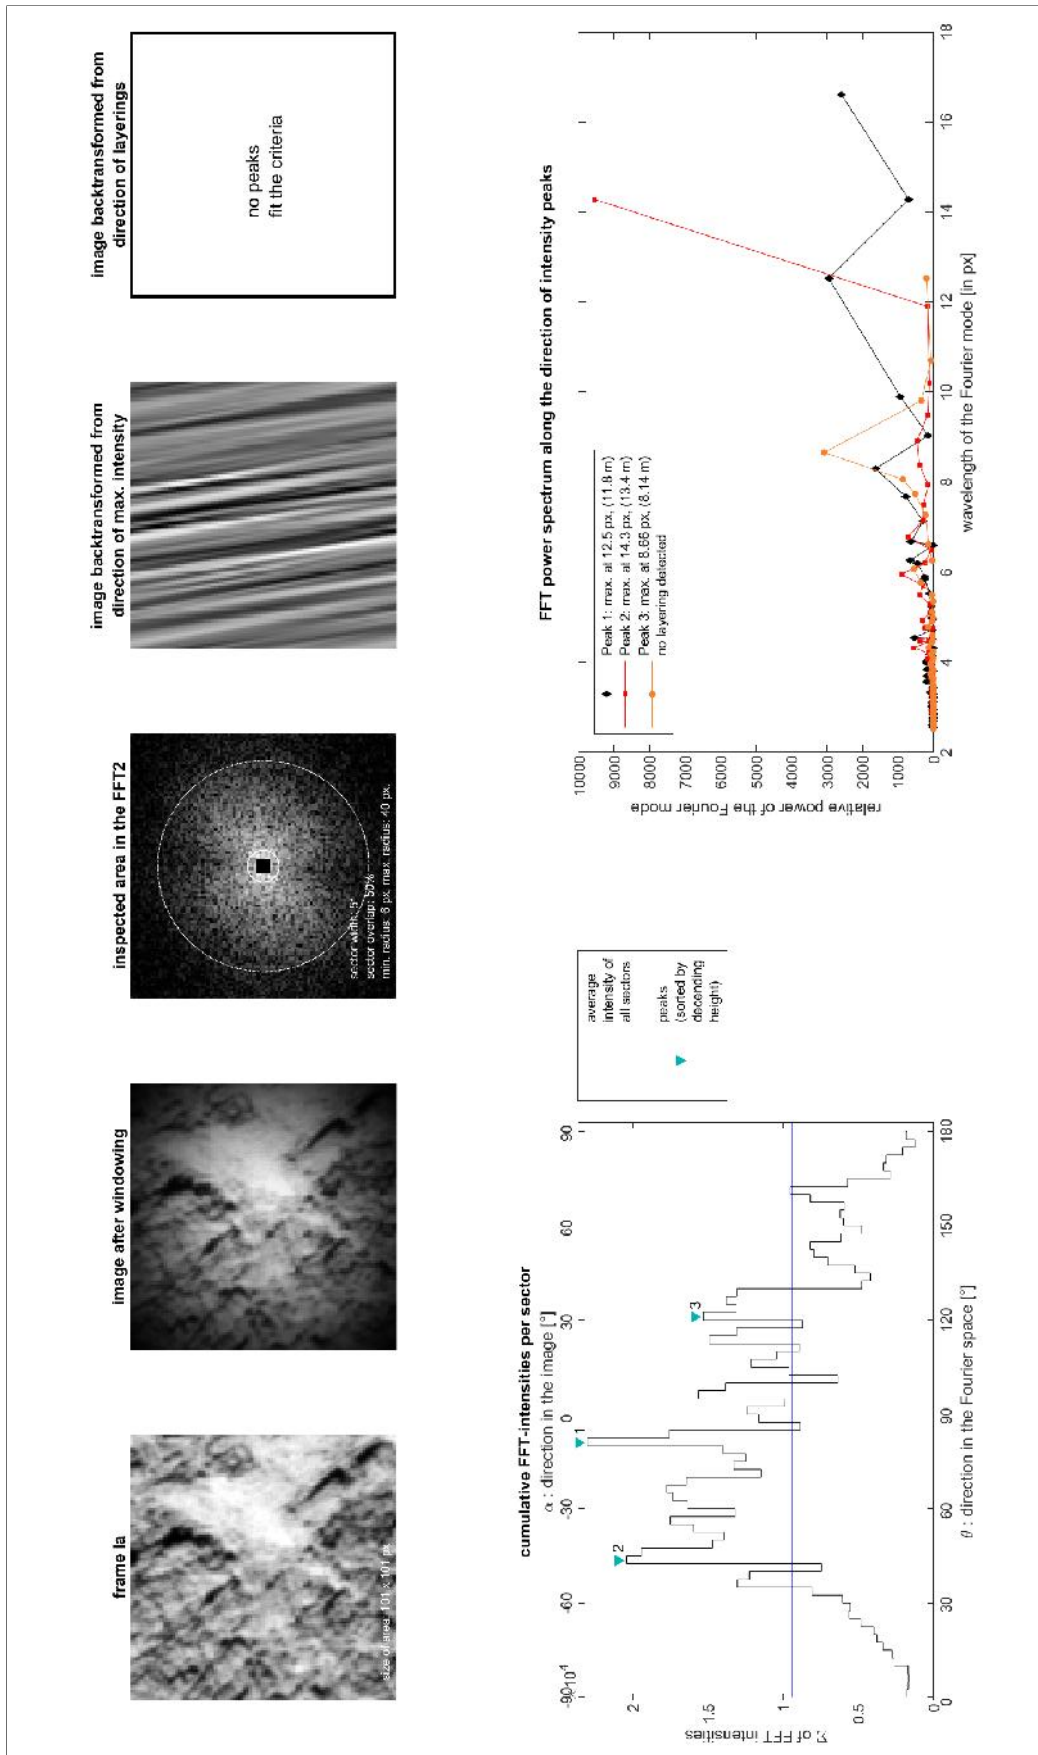 frame Ia
size of area: 101 x 101 px
image after windowing
inspected area in the FFT2
sector width: 5°
sector overlap: 50%
min. radius: 6 px, max. radius: 40 px.
image backtransformed from
direction of max. intensity
image backtransformed from
direction of layerings
no peaks
fit the criteria
cumulative FFT-intensities per sector
α : direction in the image [°]
-90 -60 -30 0 30 60 90
10⁴
2
1.5
1
0.5
0
Σ of FFT intensities
1
2
3
0 30 60 90 120 150 180
θ : direction in the Fourier space [°]
average
intensity of
all sectors
peaks
(sorted by
decending
height)
FFT power spectrum along the direction of intensity peaks
Peak 1: max. at 12.5 px, (11.8 m)
Peak 2: max. at 14.3 px, (13.4 m)
Peak 3: max. at 8.66 px, (8.14 m)
no layering detected
10000
9000
8000
7000
6000
5000
4000
3000
2000
1000
0
relative power of the Fourier mode
2 4 6 8 10 12 14 16 18
wavelength of the Fourier mode [in px]